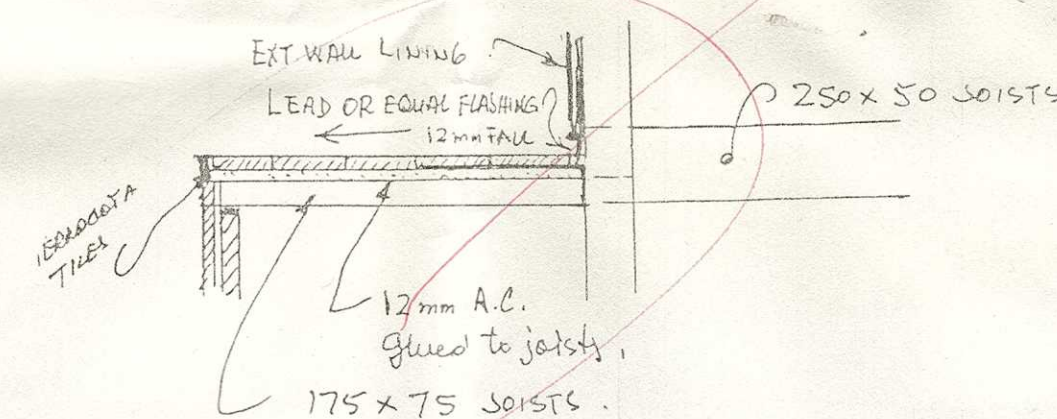 EXT WALL LINING
LEAD OR EQUAL FLASHING
12mm FALL
250 x 50 JOISTS
TERROCOTA
TILES
12mm A.C.
Glued to joists,
175 x 75 JOISTS.